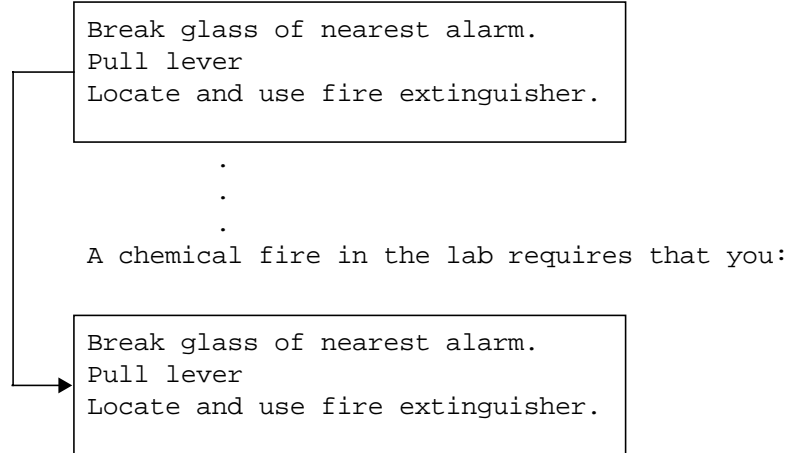 Break glass of nearest alarm.
Pull lever
Locate and use fire extinguisher.
.
.
.
A chemical fire in the lab requires that you:
Break glass of nearest alarm.
Pull lever
Locate and use fire extinguisher.